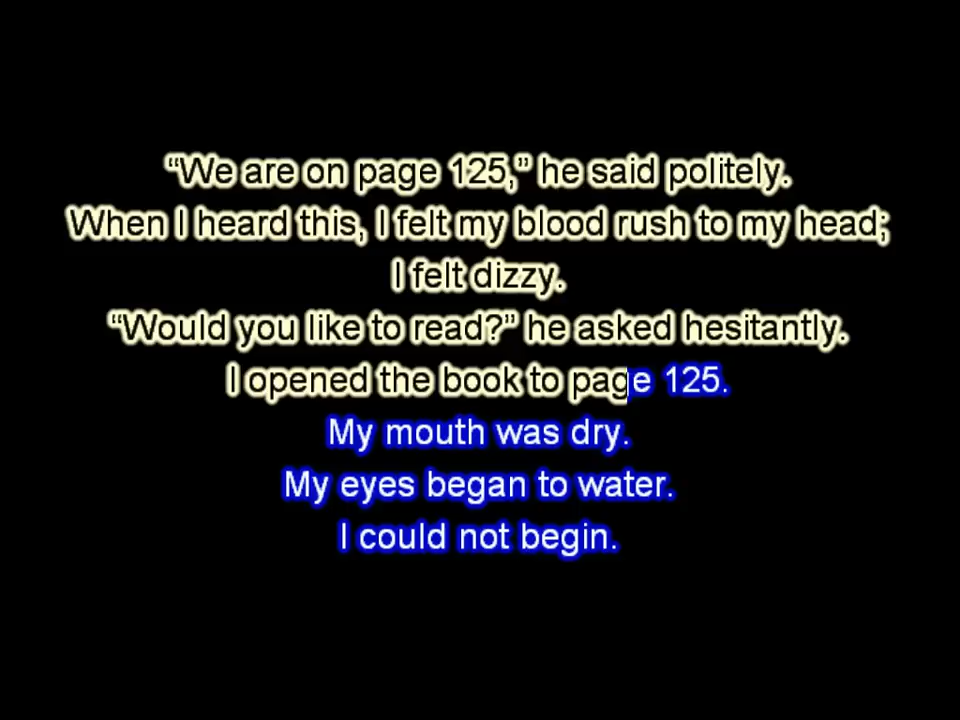 “We are on page 125,” he said politely.
When I heard this, I felt my blood rush to my head;
I felt dizzy.
“Would you like to read?” he asked hesitantly.
I opened the book to page 125.
My mouth was dry.
My eyes began to water.
I could not begin.